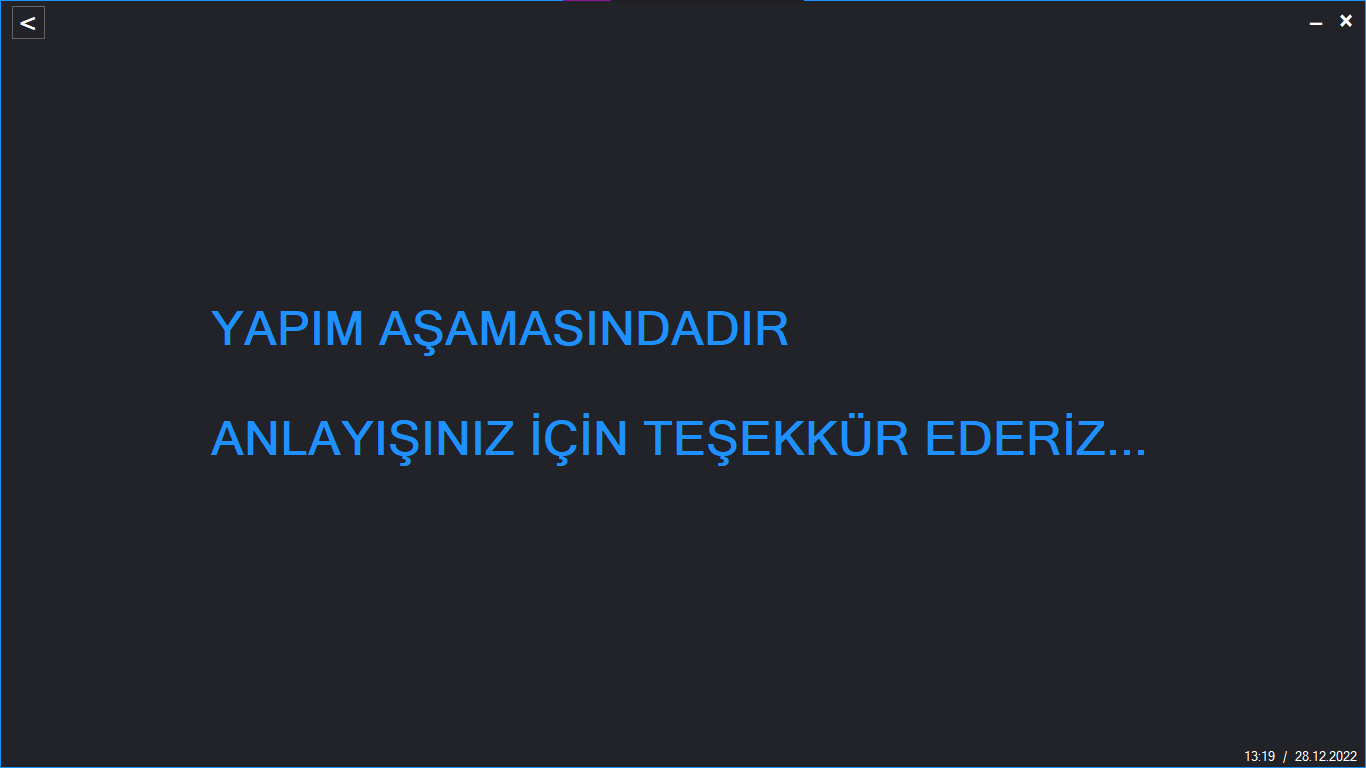 <
YAPIM AŞAMASINDADIR
ANLAYIŞINIZ İÇİN TEŞEKKÜR EDERİZ...
13:19 / 28.12.2022